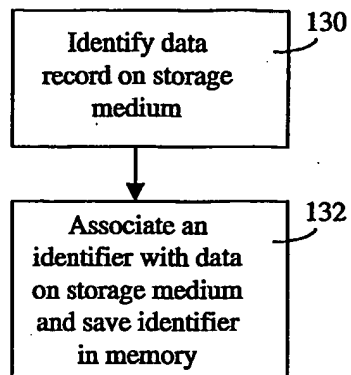 130
Identify data
record on storage
medium
132
Associate an
identifier with data
on storage medium
and save identifier
in memory